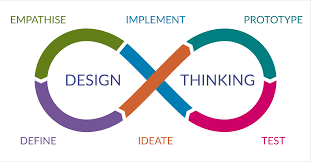 EMPATHISE IMPLEMENT PROTOTYPE
DESIGN THINKING
DEFINE IDEATE TEST